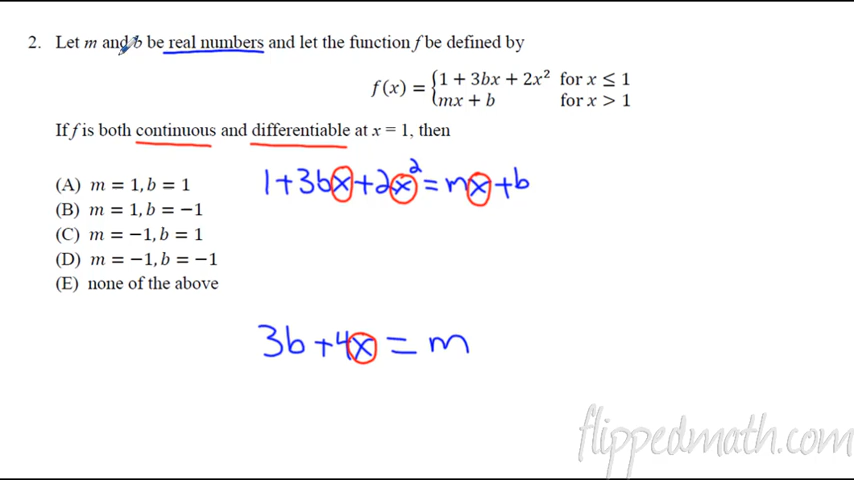 2. Let m and b be real numbers and let the function f be defined by
f(x) = {1 + 3bx + 2x² for x ≤ 1
mx + b for x > 1
If f is both continuous and differentiable at x = 1, then
(A) m = 1, b = 1
1+3bx+2x²=mx+b
(B) m = 1, b = −1
(C) m = −1, b = 1
(D) m = −1, b = −1
(E) none of the above
3b+4x=m
flippedmath.com